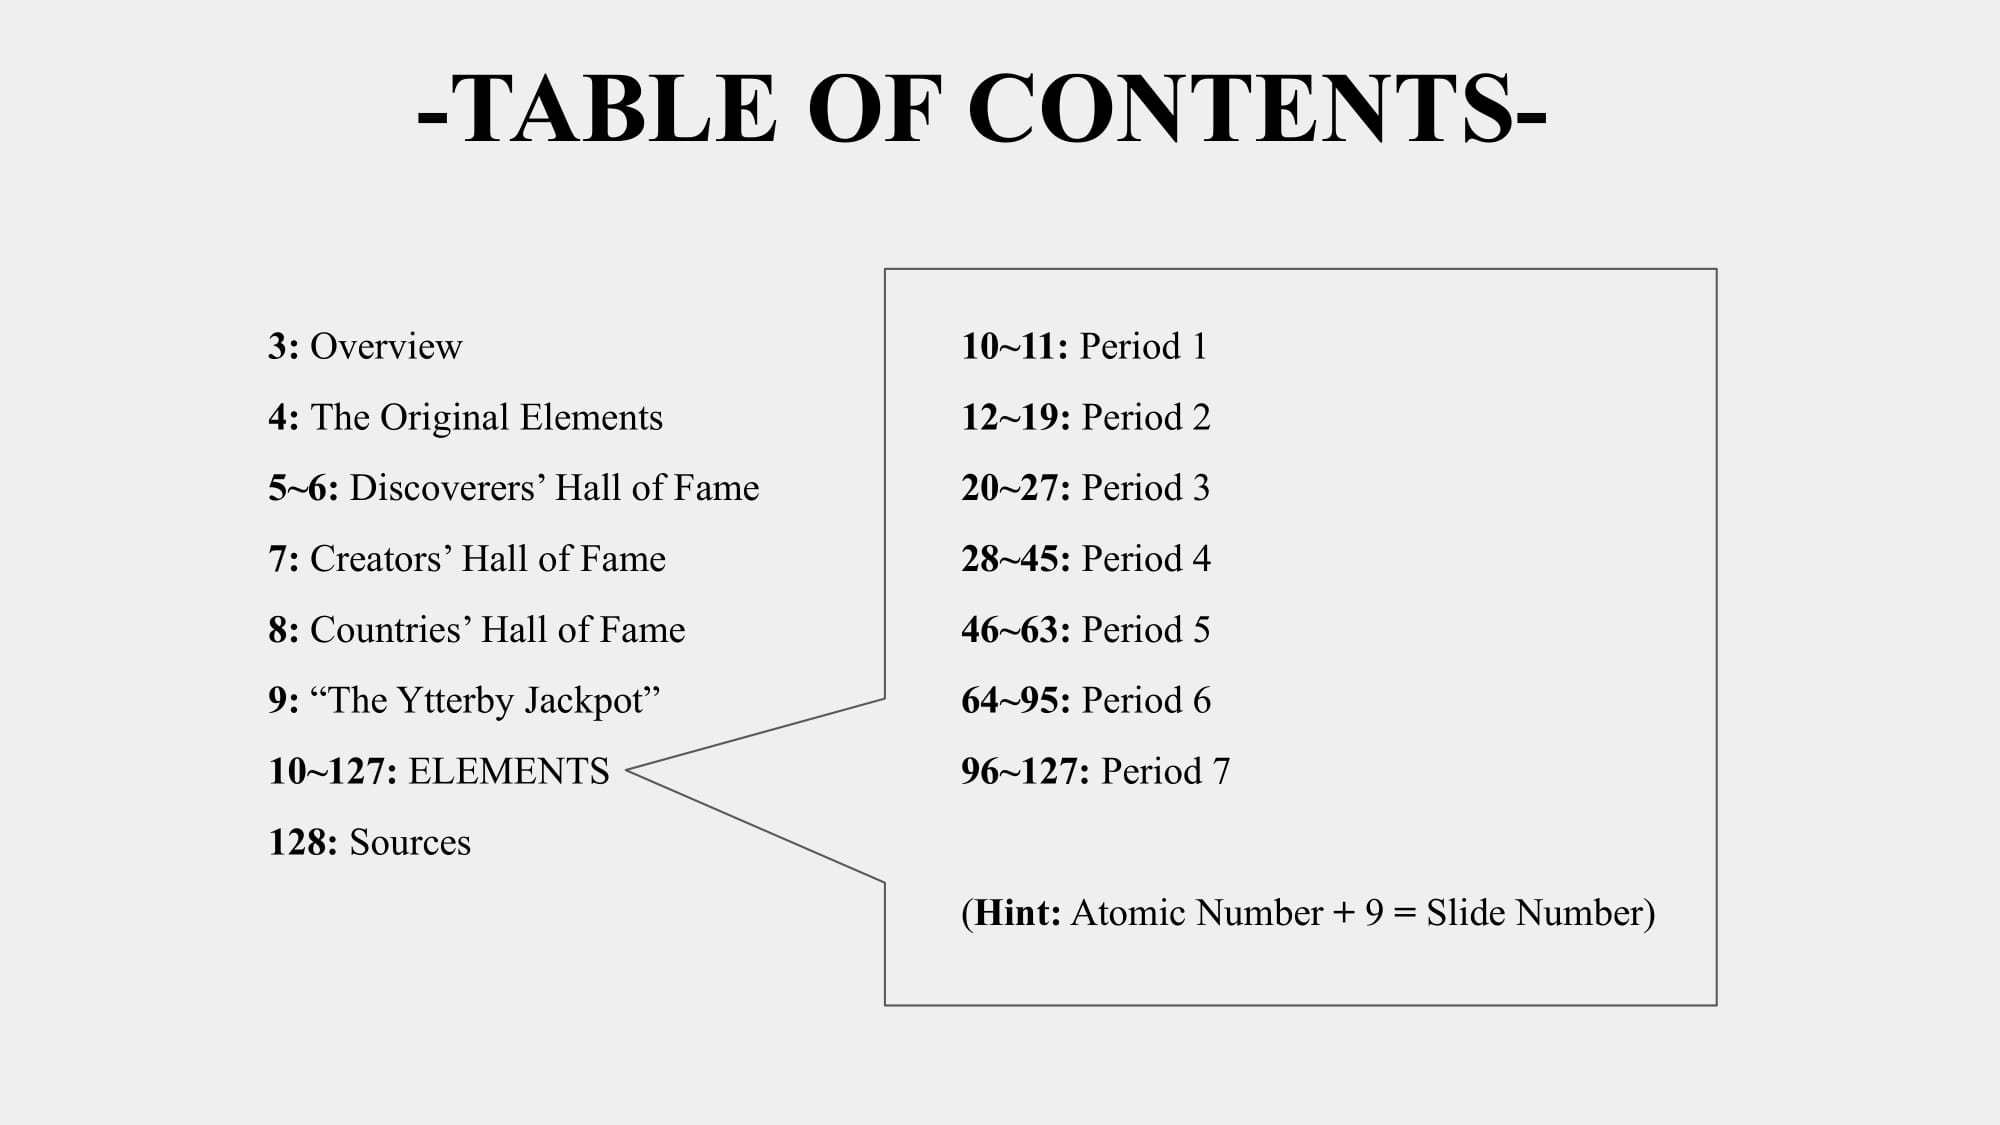 -TABLE OF CONTENTS-
3: Overview
4: The Original Elements
5~6: Discoverers’ Hall of Fame
7: Creators’ Hall of Fame
8: Countries’ Hall of Fame
9: “The Ytterby Jackpot”
10~127: ELEMENTS
128: Sources
10~11: Period 1
12~19: Period 2
20~27: Period 3
28~45: Period 4
46~63: Period 5
64~95: Period 6
96~127: Period 7
(Hint: Atomic Number + 9 = Slide Number)